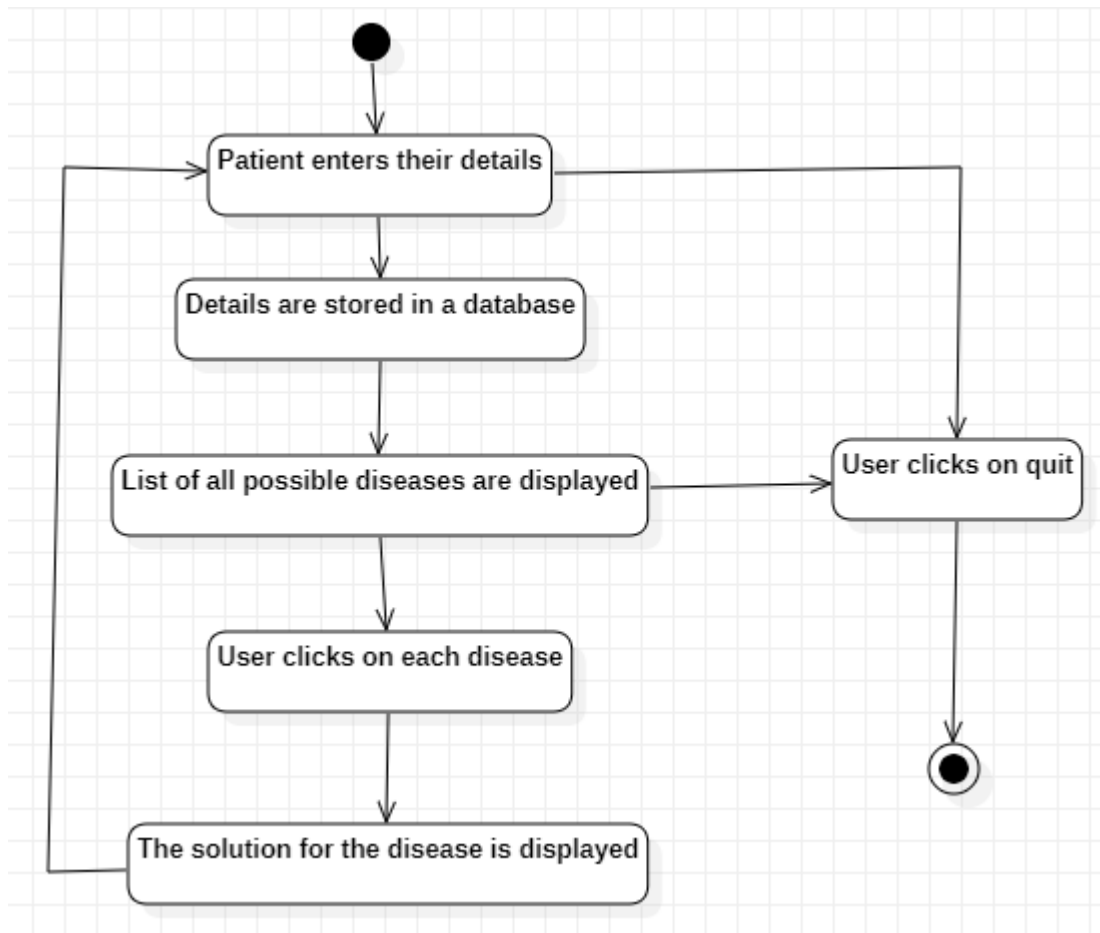 Patient enters their details
Details are stored in a database
List of all possible diseases are displayed
User clicks on quit
User clicks on each disease
The solution for the disease is displayed